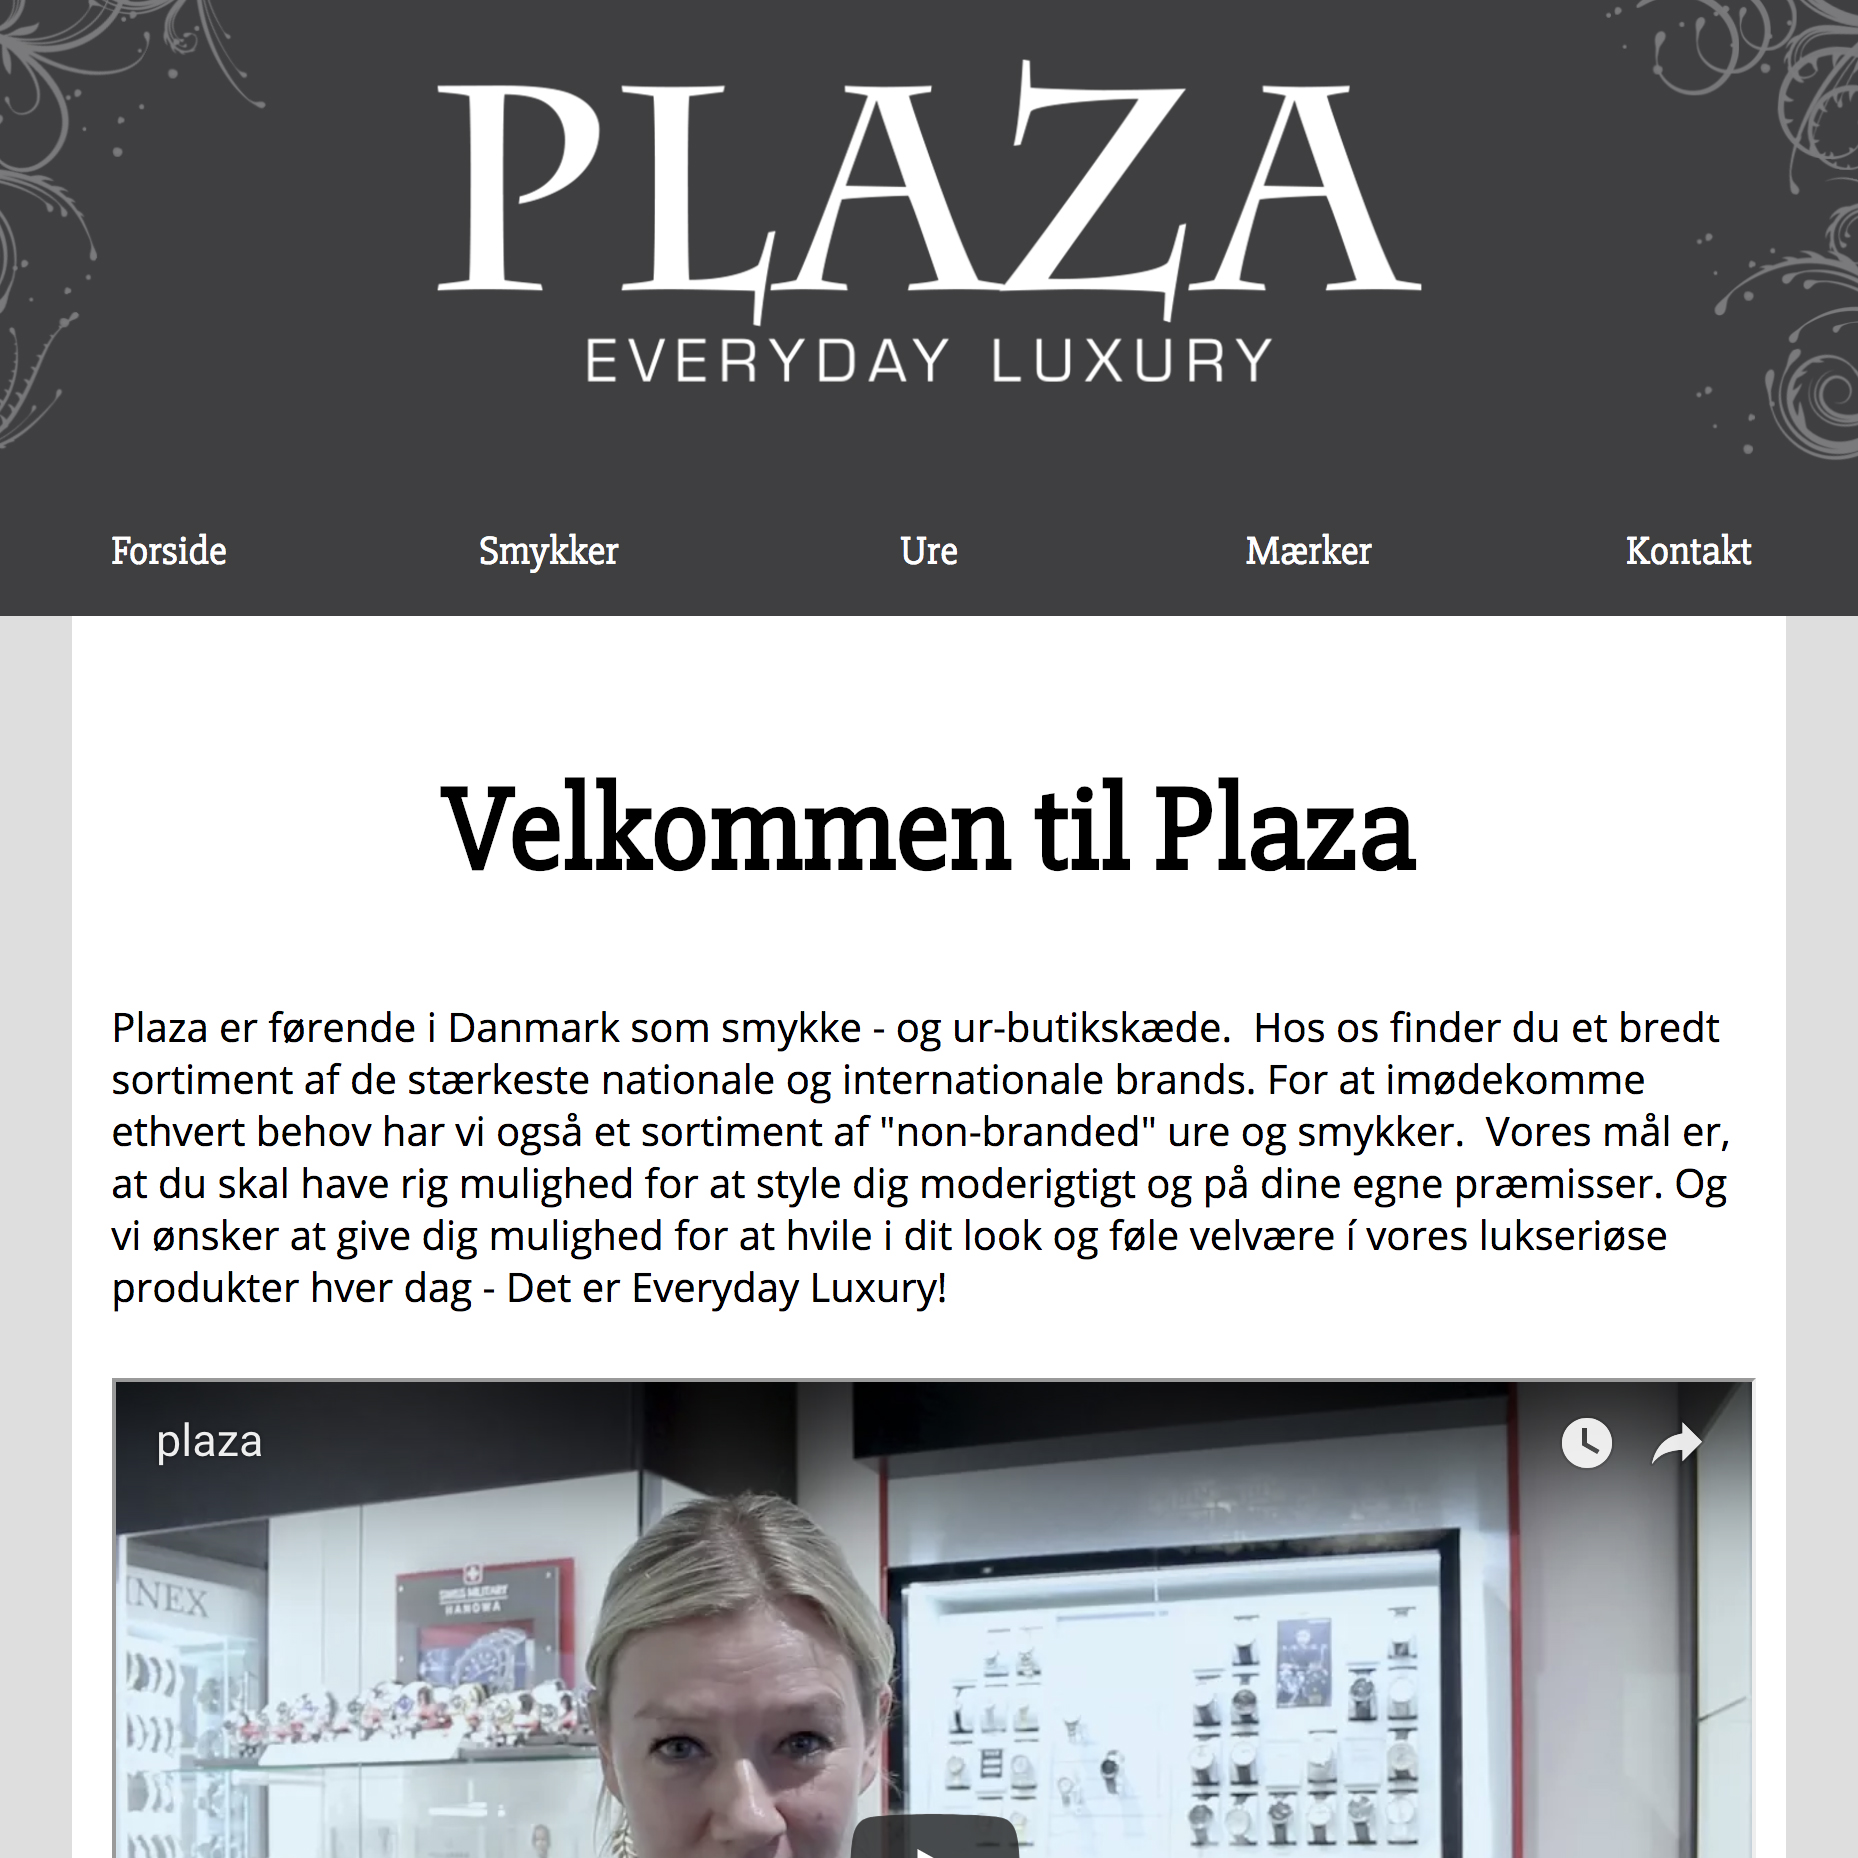 PLAZA
EVERYDAY LUXURY
Forside Smykker Ure Mærker Kontakt
Velkommen til Plaza
Plaza er førende i Danmark som smykke - og ur-butikskæde.  Hos os finder du et bredt
sortiment af de stærkeste nationale og internationale brands. For at imødekomme
ethvert behov har vi også et sortiment af "non-branded" ure og smykker.  Vores mål er,
at du skal have rig mulighed for at style dig moderigtigt og på dine egne præmisser. Og
vi ønsker at give dig mulighed for at hvile i dit look og føle velvære í vores lukseriøse
produkter hver dag - Det er Everyday Luxury!
plaza
INEX
SWISS MILITARY
HANOWA